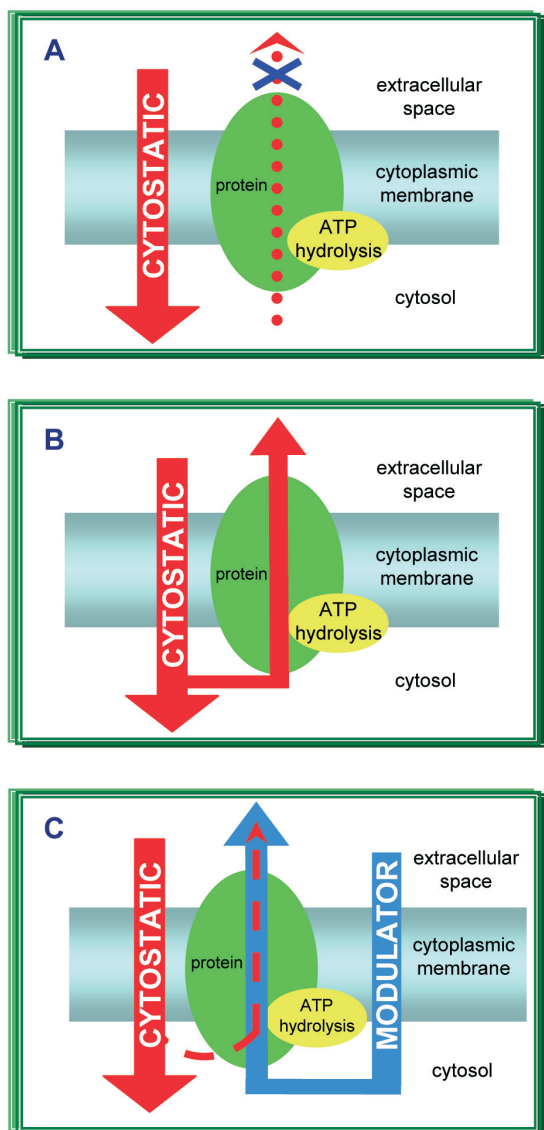 A
CYTOSTATIC
extracellular
space
protein
cytoplasmic
membrane
ATP
hydrolysis
cytosol
B
CYTOSTATIC
extracellular
space
protein
cytoplasmic
membrane
ATP
hydrolysis
cytosol
C
CYTOSTATIC
MODULATOR
extracellular
space
protein
cytoplasmic
membrane
ATP
hydrolysis
cytosol